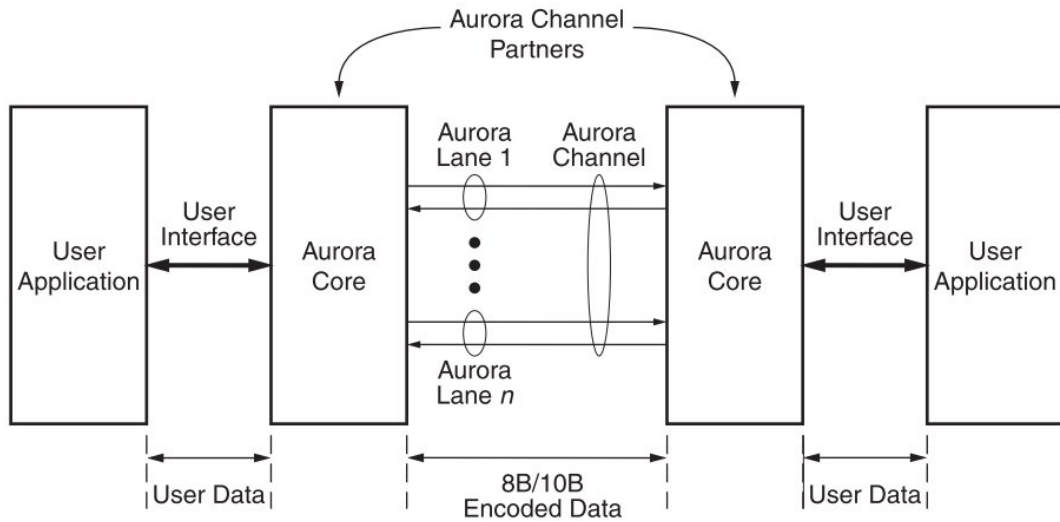 Aurora Channel
Partners
Aurora
Lane 1
Aurora
Channel
User
Interface
User
Interface
User
Application
Aurora
Core
Aurora
Core
User
Application
Aurora
Lane n
User Data
8B/10B
Encoded Data
User Data